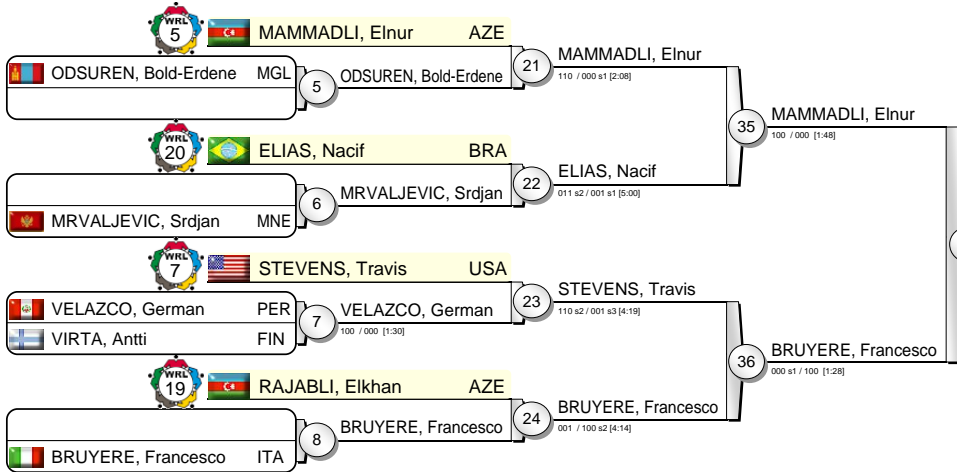 WRL
5
MAMMADLI, Elnur AZE
ODSUREN, Bold-Erdene MGL
5
ODSUREN, Bold-Erdene
21
MAMMADLI, Elnur
110 / 000 s1 [2:08]
35
MAMMADLI, Elnur
100 / 000 [1:48]
WRL
20
ELIAS, Nacif BRA
MRVALJEVIC, Srdjan MNE
6
MRVALJEVIC, Srdjan
22
ELIAS, Nacif
011 s2 / 001 s1 [5:00]
WRL
7
STEVENS, Travis USA
VELAZCO, German PER
VIRTA, Antti FIN
7
VELAZCO, German
100 / 000 [1:30]
23
STEVENS, Travis
110 s2 / 001 s3 [4:19]
36
BRUYERE, Francesco
000 s1 / 100 [1:28]
WRL
19
RAJABLI, Elkhan AZE
BRUYERE, Francesco ITA
8
BRUYERE, Francesco
24
BRUYERE, Francesco
001 / 100 s2 [4:14]